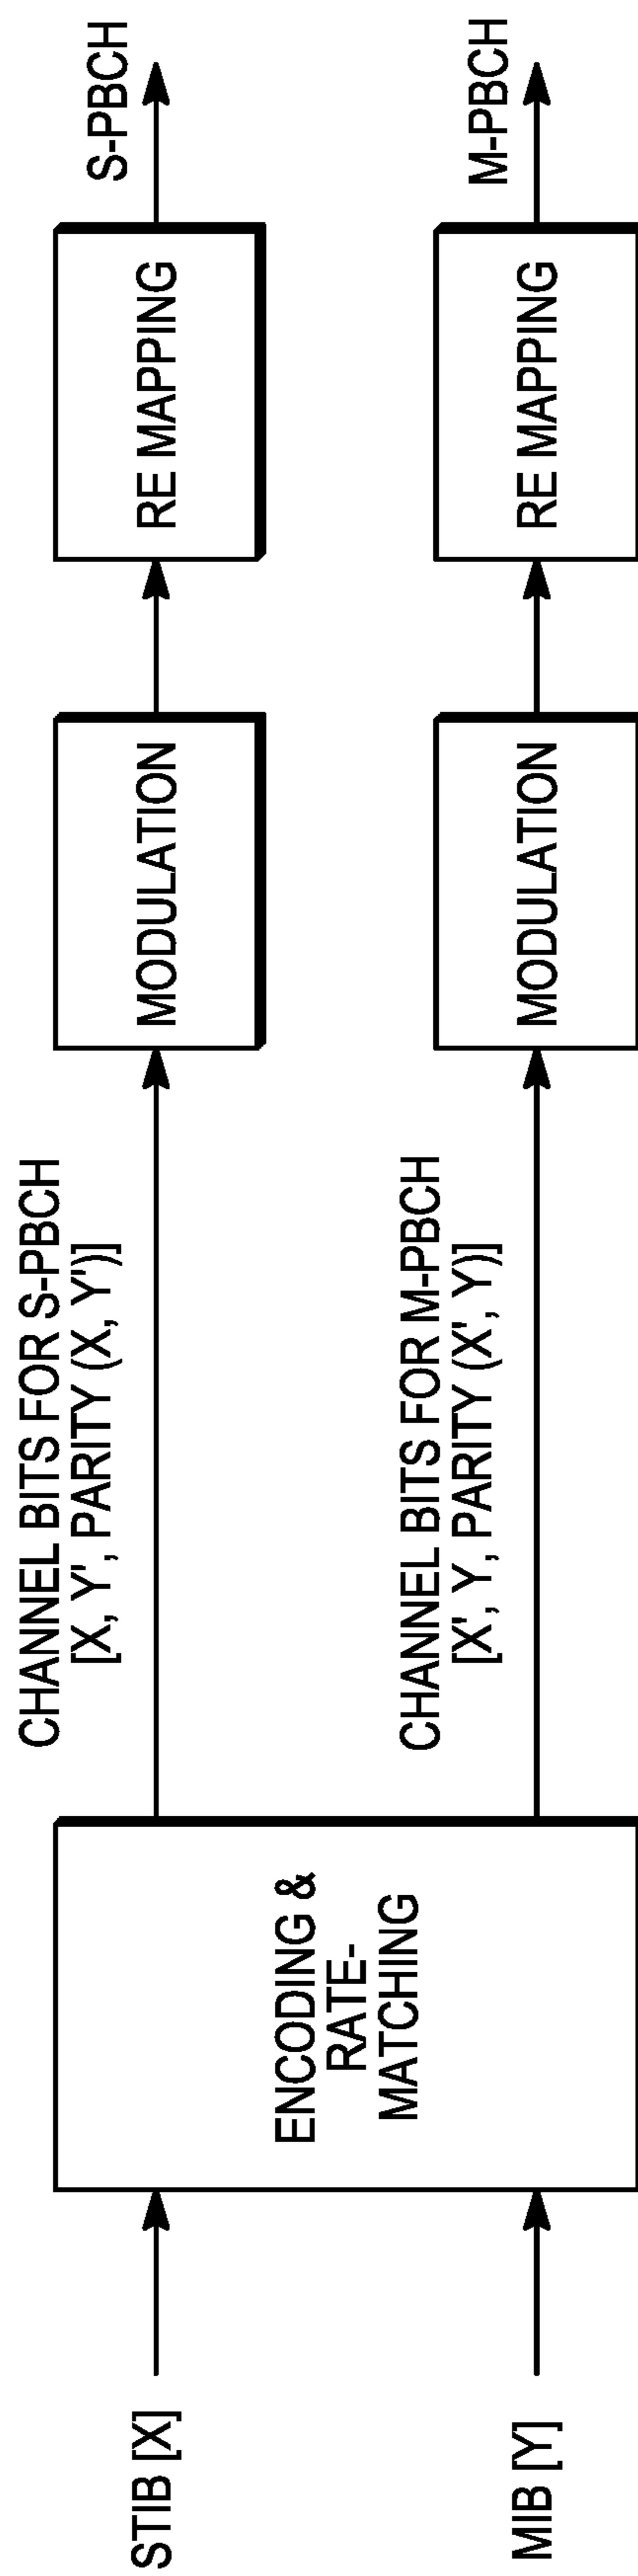 STIB [X]
MIB [Y]
ENCODING &
RATE-
MATCHING
CHANNEL BITS FOR S-PBCH
[X, Y', PARITY (X, Y')]
MODULATION
RE MAPPING
S-PBCH
CHANNEL BITS FOR M-PBCH
[X', Y, PARITY (X', Y)]
MODULATION
RE MAPPING
M-PBCH